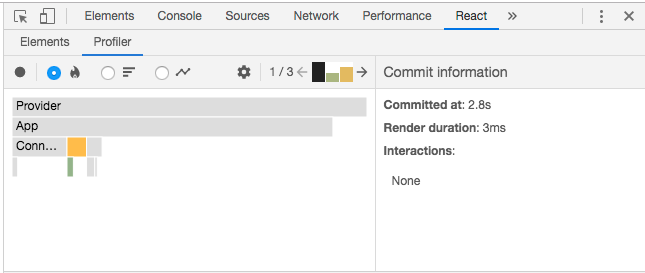 Elements Console Sources Network Performance React »
Elements Profiler
1 / 3
Commit information
Provider
App
Conn…
Committed at: 2.8s
Render duration: 3ms
Interactions:
None